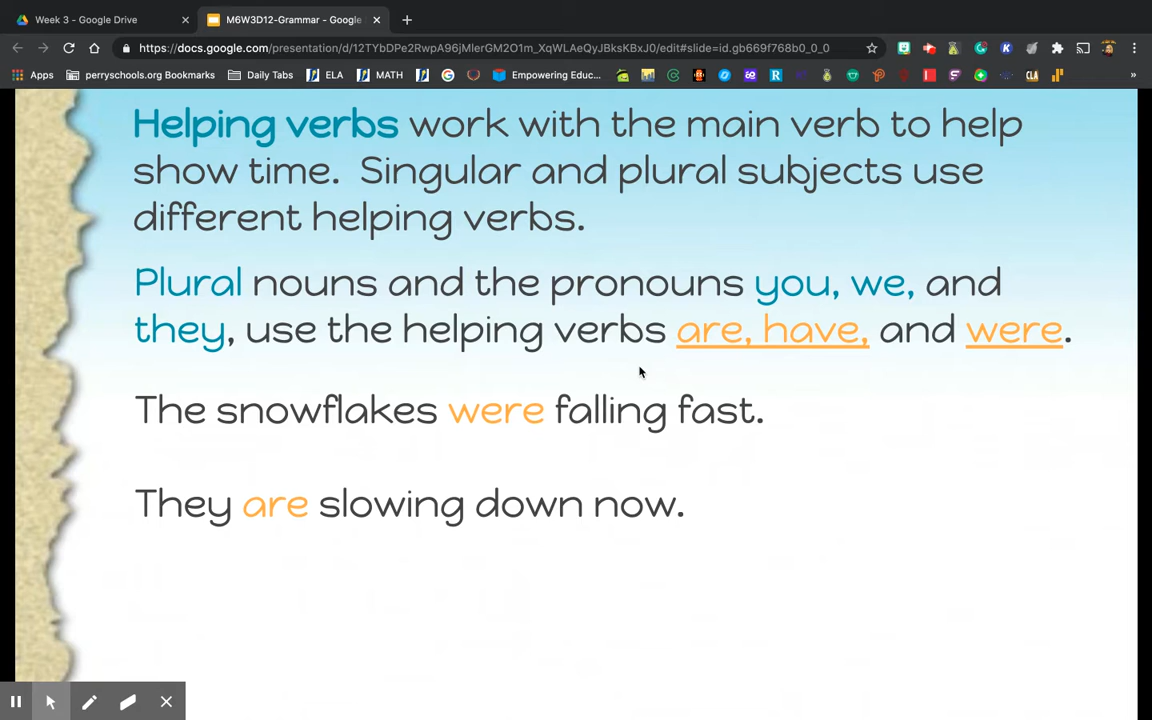 Week 3 - Google Drive
M6W3D12-Grammar - Google
https://docs.google.com/presentation/d/12TYbDPe2RwpA96jMlerGM2O1m_XqWLAeQyJBksKBxJ0/edit#slide=id.gb669f768b0_0_0
Apps perryschools.org Bookmarks Daily Tabs ELA MATH Empowering Educ... CLA »
Helping verbs work with the main verb to help
show time. Singular and plural subjects use
different helping verbs.
Plural nouns and the pronouns you, we, and
they, use the helping verbs are, have, and were.
The snowflakes were falling fast.
They are slowing down now.